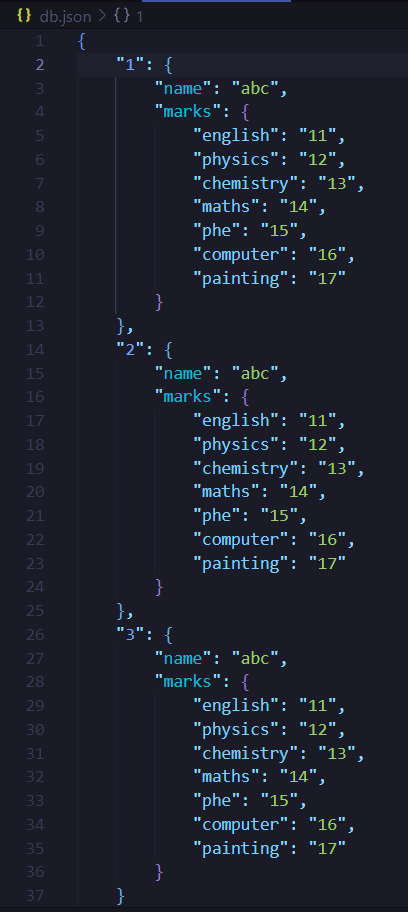 {} db.json > {} 1
1 {
2 "1": {
3 "name": "abc",
4 "marks": {
5 "english": "11",
6 "physics": "12",
7 "chemistry": "13",
8 "maths": "14",
9 "phe": "15",
10 "computer": "16",
11 "painting": "17"
12 }
13 },
14 "2": {
15 "name": "abc",
16 "marks": {
17 "english": "11",
18 "physics": "12",
19 "chemistry": "13",
20 "maths": "14",
21 "phe": "15",
22 "computer": "16",
23 "painting": "17"
24 }
25 },
26 "3": {
27 "name": "abc",
28 "marks": {
29 "english": "11",
30 "physics": "12",
31 "chemistry": "13",
32 "maths": "14",
33 "phe": "15",
34 "computer": "16",
35 "painting": "17"
36 }
37 }